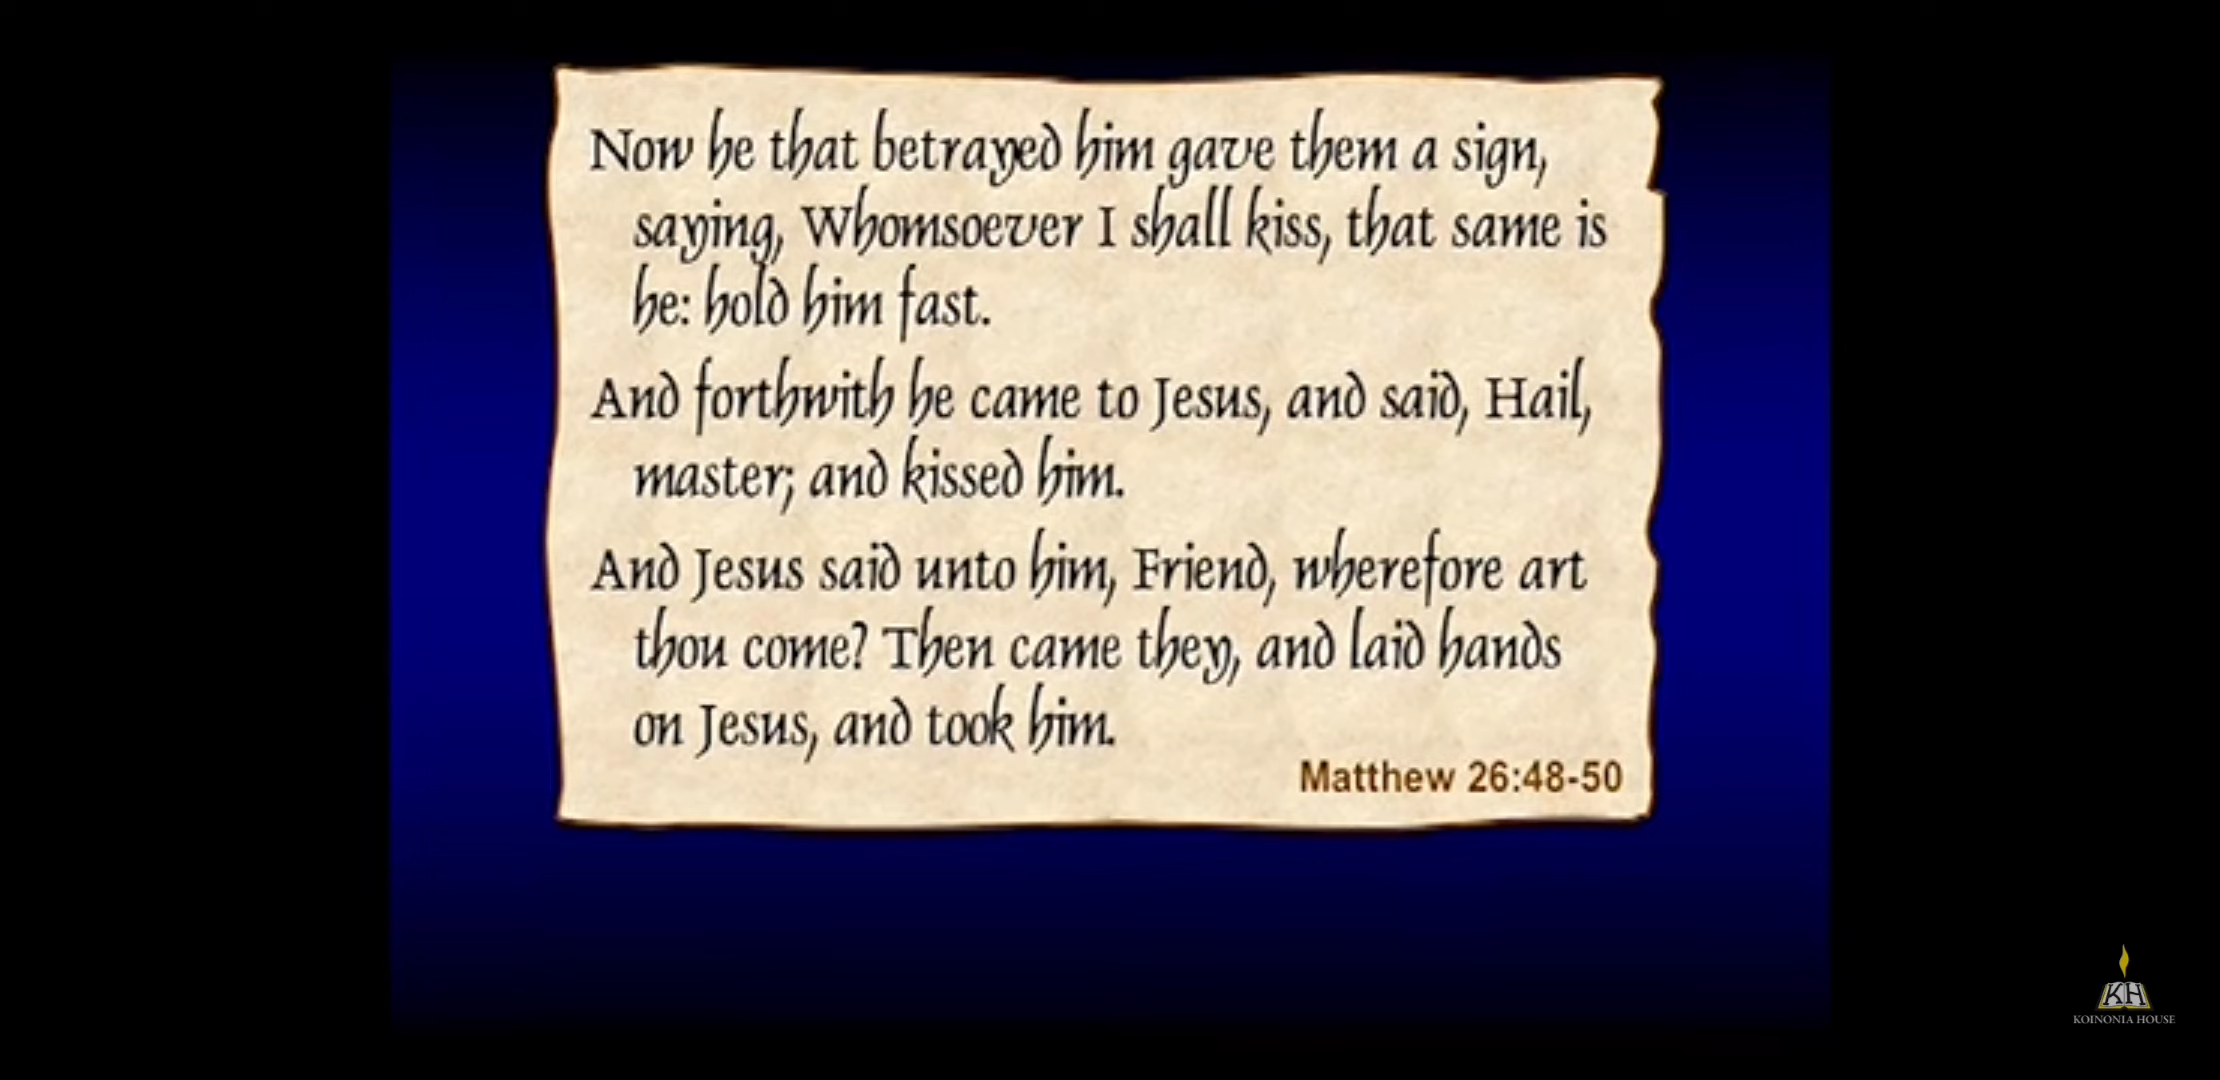 Now he that betrayed him gave them a sign,
saying, Whomsoever I shall kiss, that same is
he: hold him fast.
And forthwith he came to Jesus, and said, Hail,
master; and kissed him.
And Jesus said unto him, Friend, wherefore art
thou come? Then came they, and laid hands
on Jesus, and took him.
Matthew 26:48-50
KH
KOINONIA HOUSE